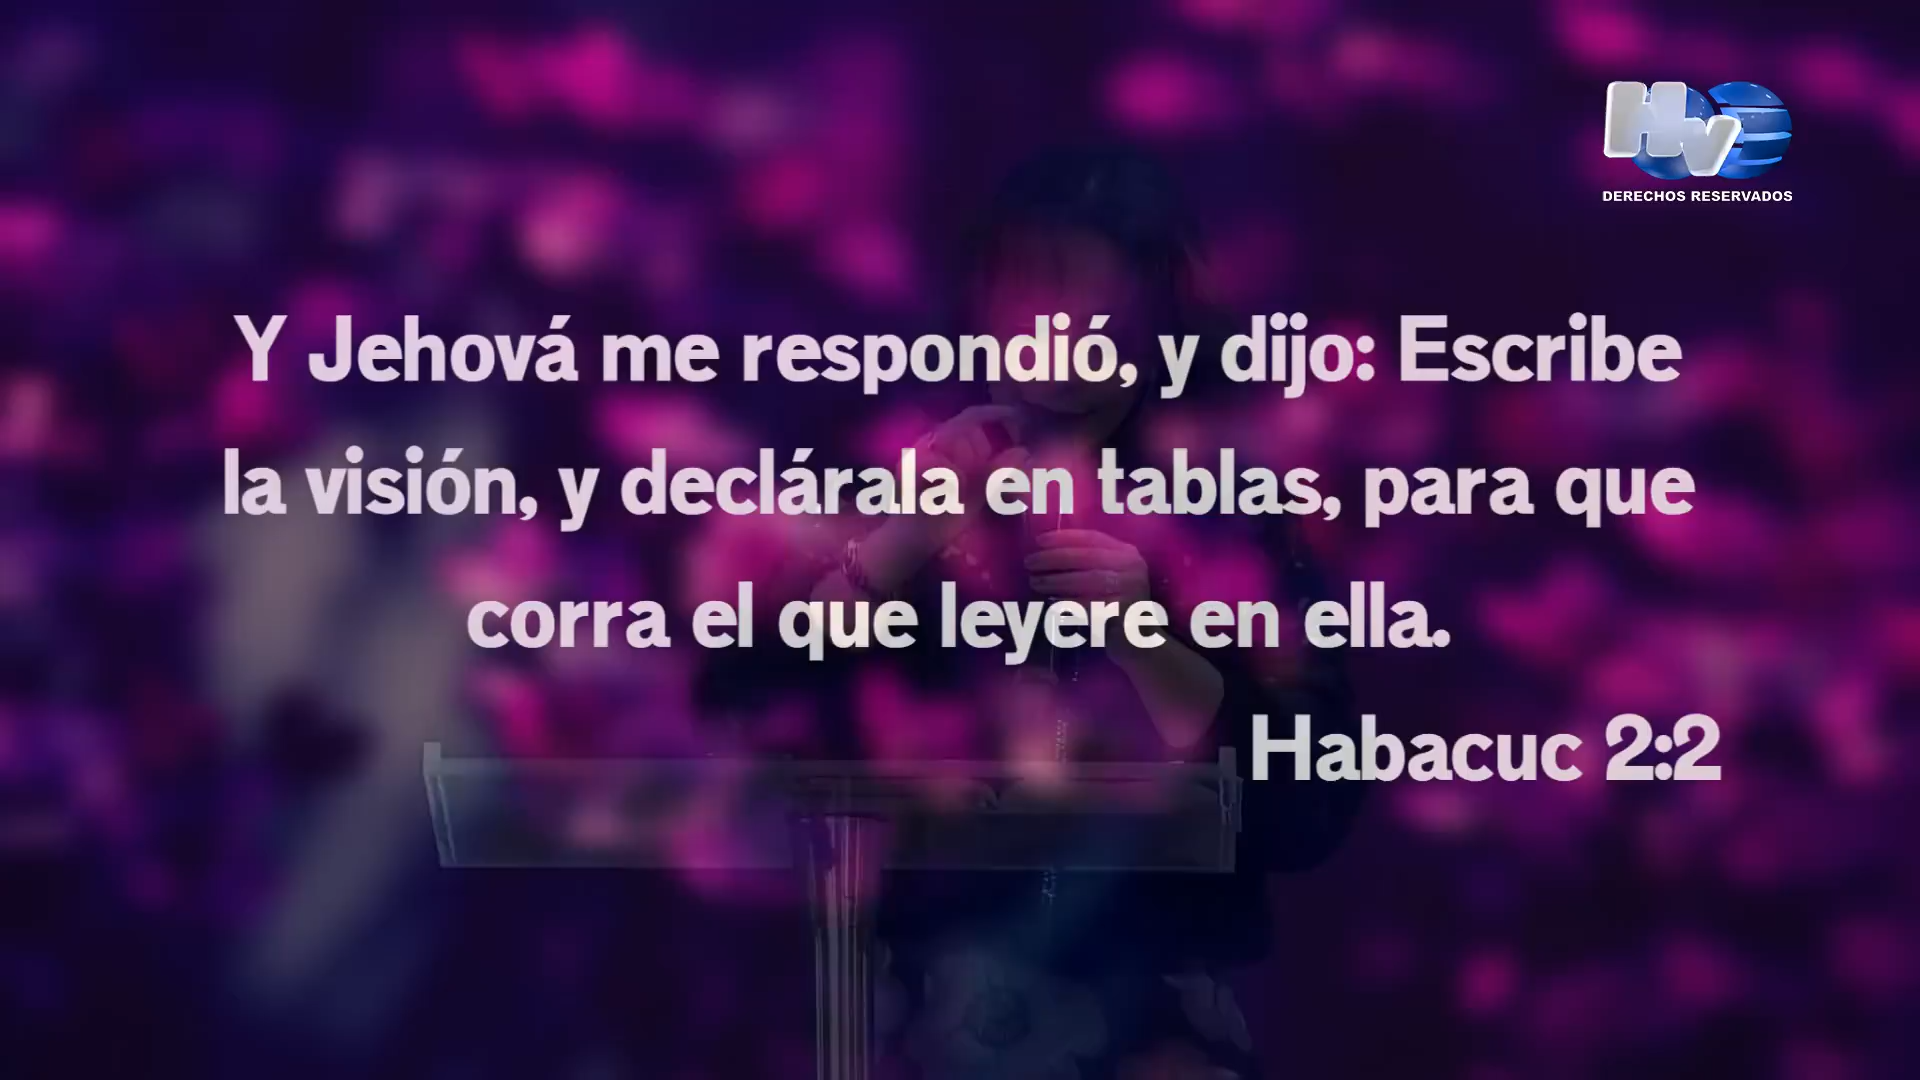 HV
DERECHOS RESERVADOS
Y Jehová me respondió, y dijo: Escribe
la visión, y declárala en tablas, para que
corra el que leyere en ella.
Habacuc 2:2